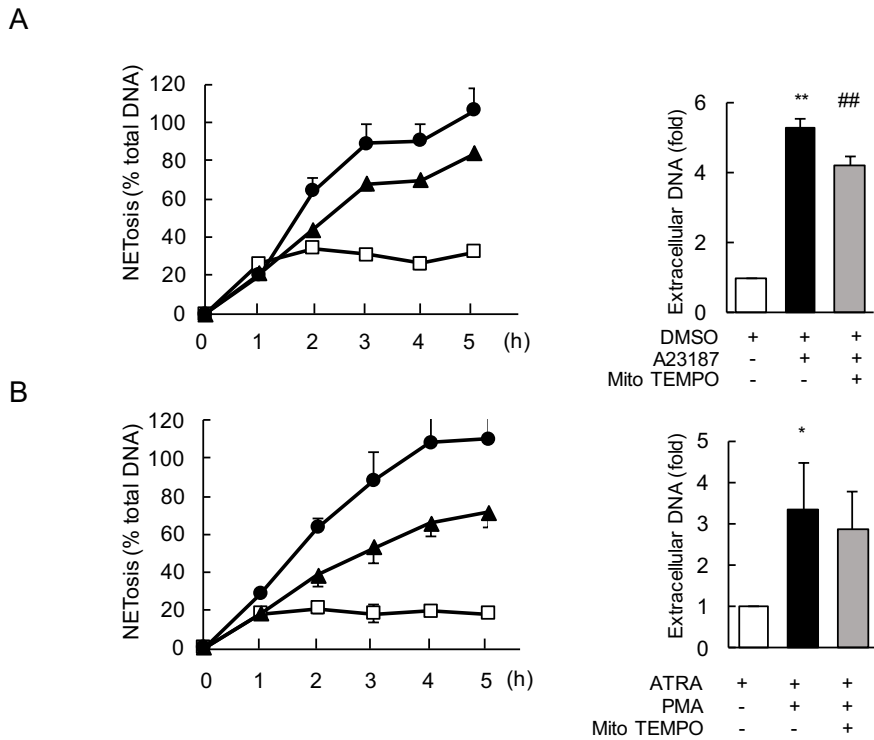 A
NETosis (% total DNA)
120
100
80
60
40
20
0
0 1 2 3 4 5 (h)
Extracellular DNA (fold)
6
4
2
0
** ##
DMSO + + +
A23187 - + +
Mito TEMPO - - +
B
NETosis (% total DNA)
120
100
80
60
40
20
0
0 1 2 3 4 5 (h)
Extracellular DNA (fold)
5
4
3
2
1
0
*
ATRA + + +
PMA - + +
Mito TEMPO - - +